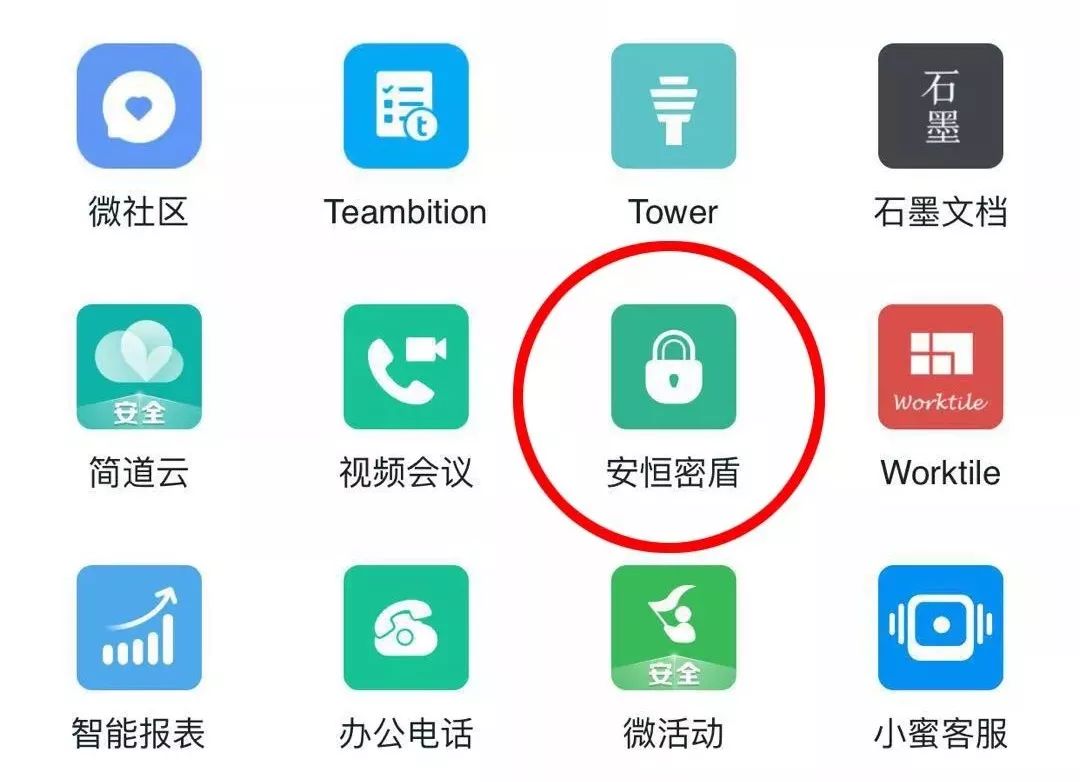 石墨
微社区
Teambition
Tower
石墨文档
安全
Worktile
简道云
视频会议
安恒密盾
Worktile
安全
智能报表
办公电话
微活动
小蜜客服